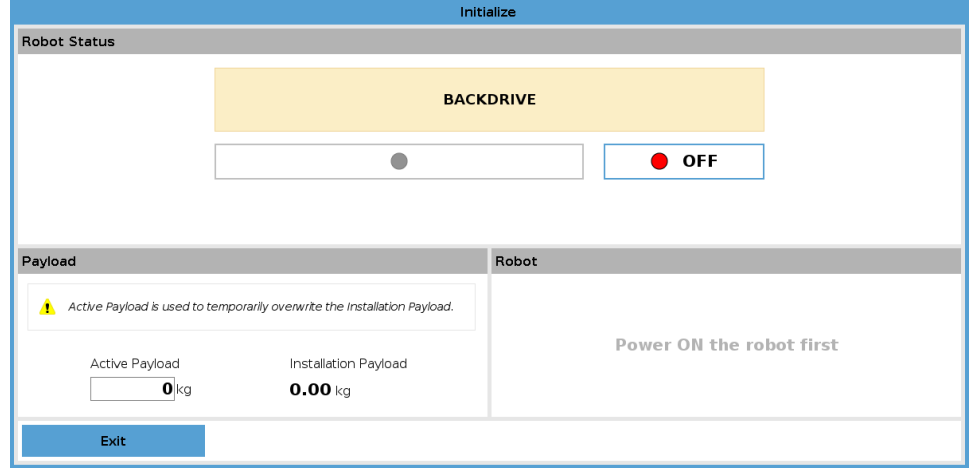 Initialize
Robot Status
BACKDRIVE
OFF
Payload
Active Payload is used to temporarily overwrite the Installation Payload.
Active Payload Installation Payload
0 kg 0.00 kg
Robot
Power ON the robot first
Exit